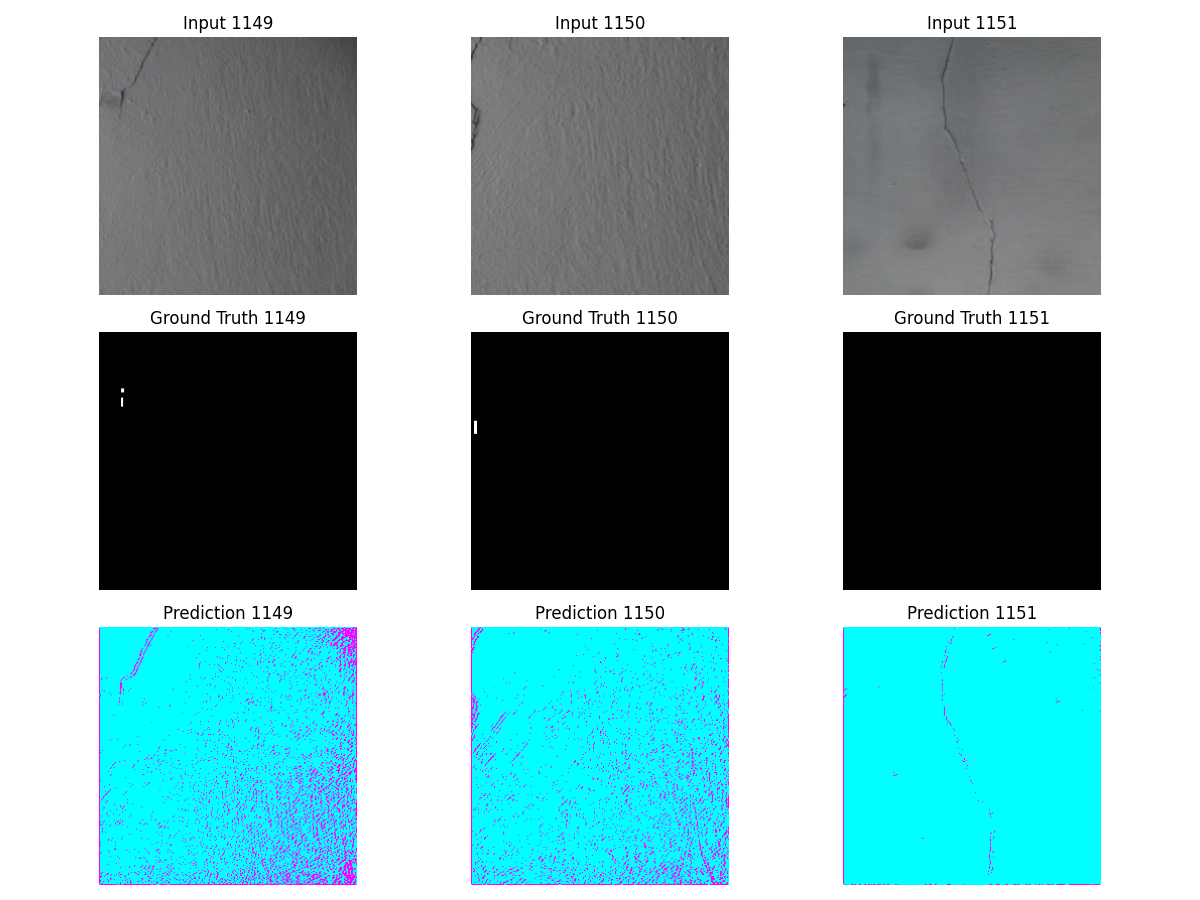 Input 1149
Input 1150
Input 1151
Ground Truth 1149
Ground Truth 1150
Ground Truth 1151
Prediction 1149
Prediction 1150
Prediction 1151